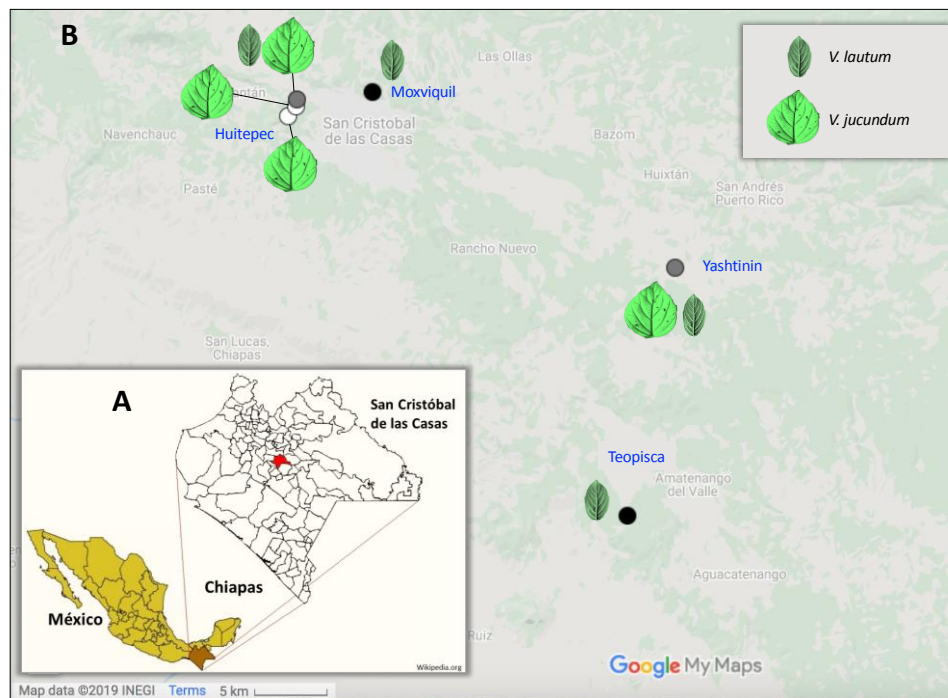 B
V. lautum
V. jucundum
Las Ollas
Moxviquil
Huitepec
San Cristobal
de las Casas
Navenchauc
Bazom
Pasté
Huixtán
San Andrés
Puerto Rico
Rancho Nuevo
Yashtinin
San Lucas,
Chiapas
A
San Cristóbal
de las Casas
Chiapas
México
Wikipedia.org
Teopisca
Amatenango
del Valle
Aguacatenango
Ruiz
Google My Maps
Map data ©2019 INEGI Terms 5 km